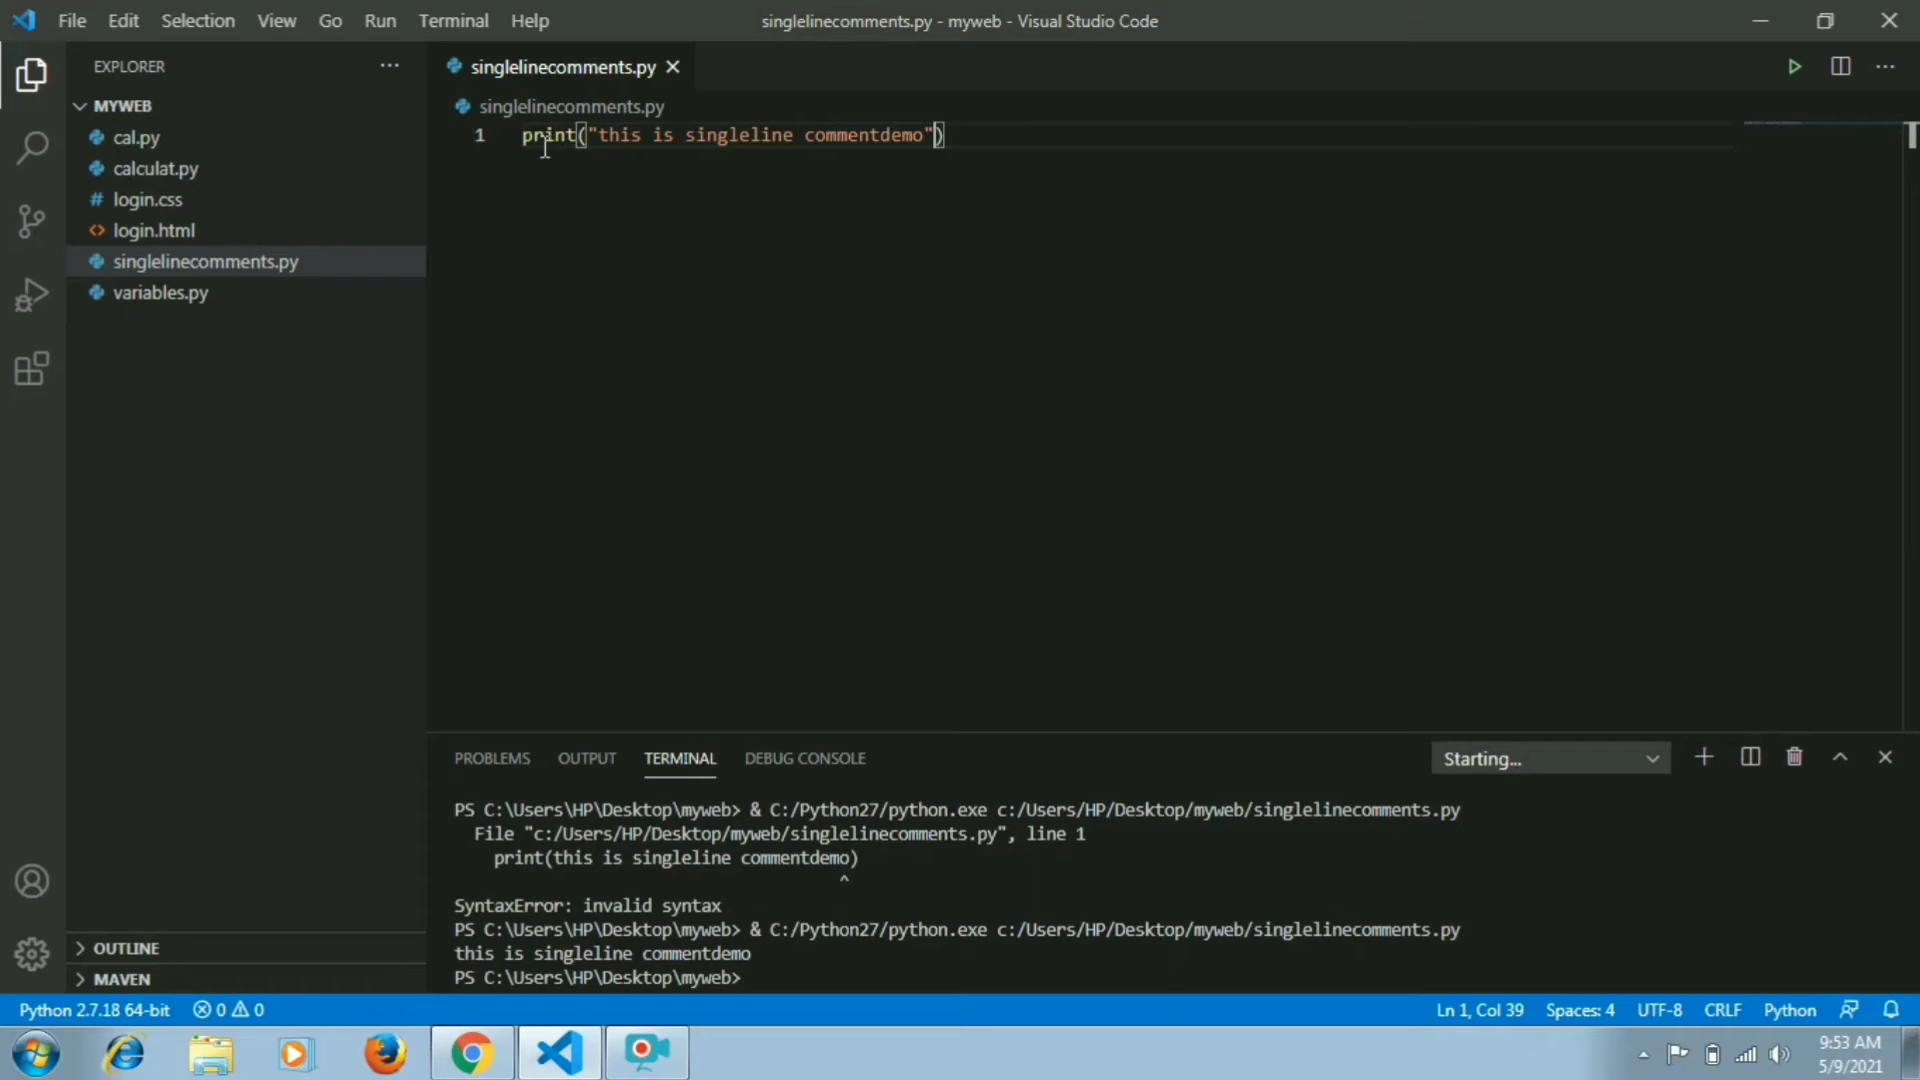 File Edit Selection View Go Run Terminal Help
singlelinecomments.py - myweb - Visual Studio Code
EXPLORER
MYWEB
cal.py
calculat.py
# login.css
<> login.html
singlelinecomments.py
variables.py
OUTLINE
MAVEN
singlelinecomments.py
singlelinecomments.py
1 print("this is singleline commentdemo")
PROBLEMS OUTPUT TERMINAL DEBUG CONSOLE
Starting...
PS C:\Users\HP\Desktop\myweb> & C:/Python27/python.exe c:/Users/HP/Desktop/myweb/singlelinecomments.py
File "c:/Users/HP/Desktop/myweb/singlelinecomments.py", line 1
print(this is singleline commentdemo)
^
SyntaxError: invalid syntax
PS C:\Users\HP\Desktop\myweb> & C:/Python27/python.exe c:/Users/HP/Desktop/myweb/singlelinecomments.py
this is singleline commentdemo
PS C:\Users\HP\Desktop\myweb>
Python 2.7.18 64-bit 0 0
Ln 1, Col 39 Spaces: 4 UTF-8 CRLF Python
9:53 AM
5/9/2021